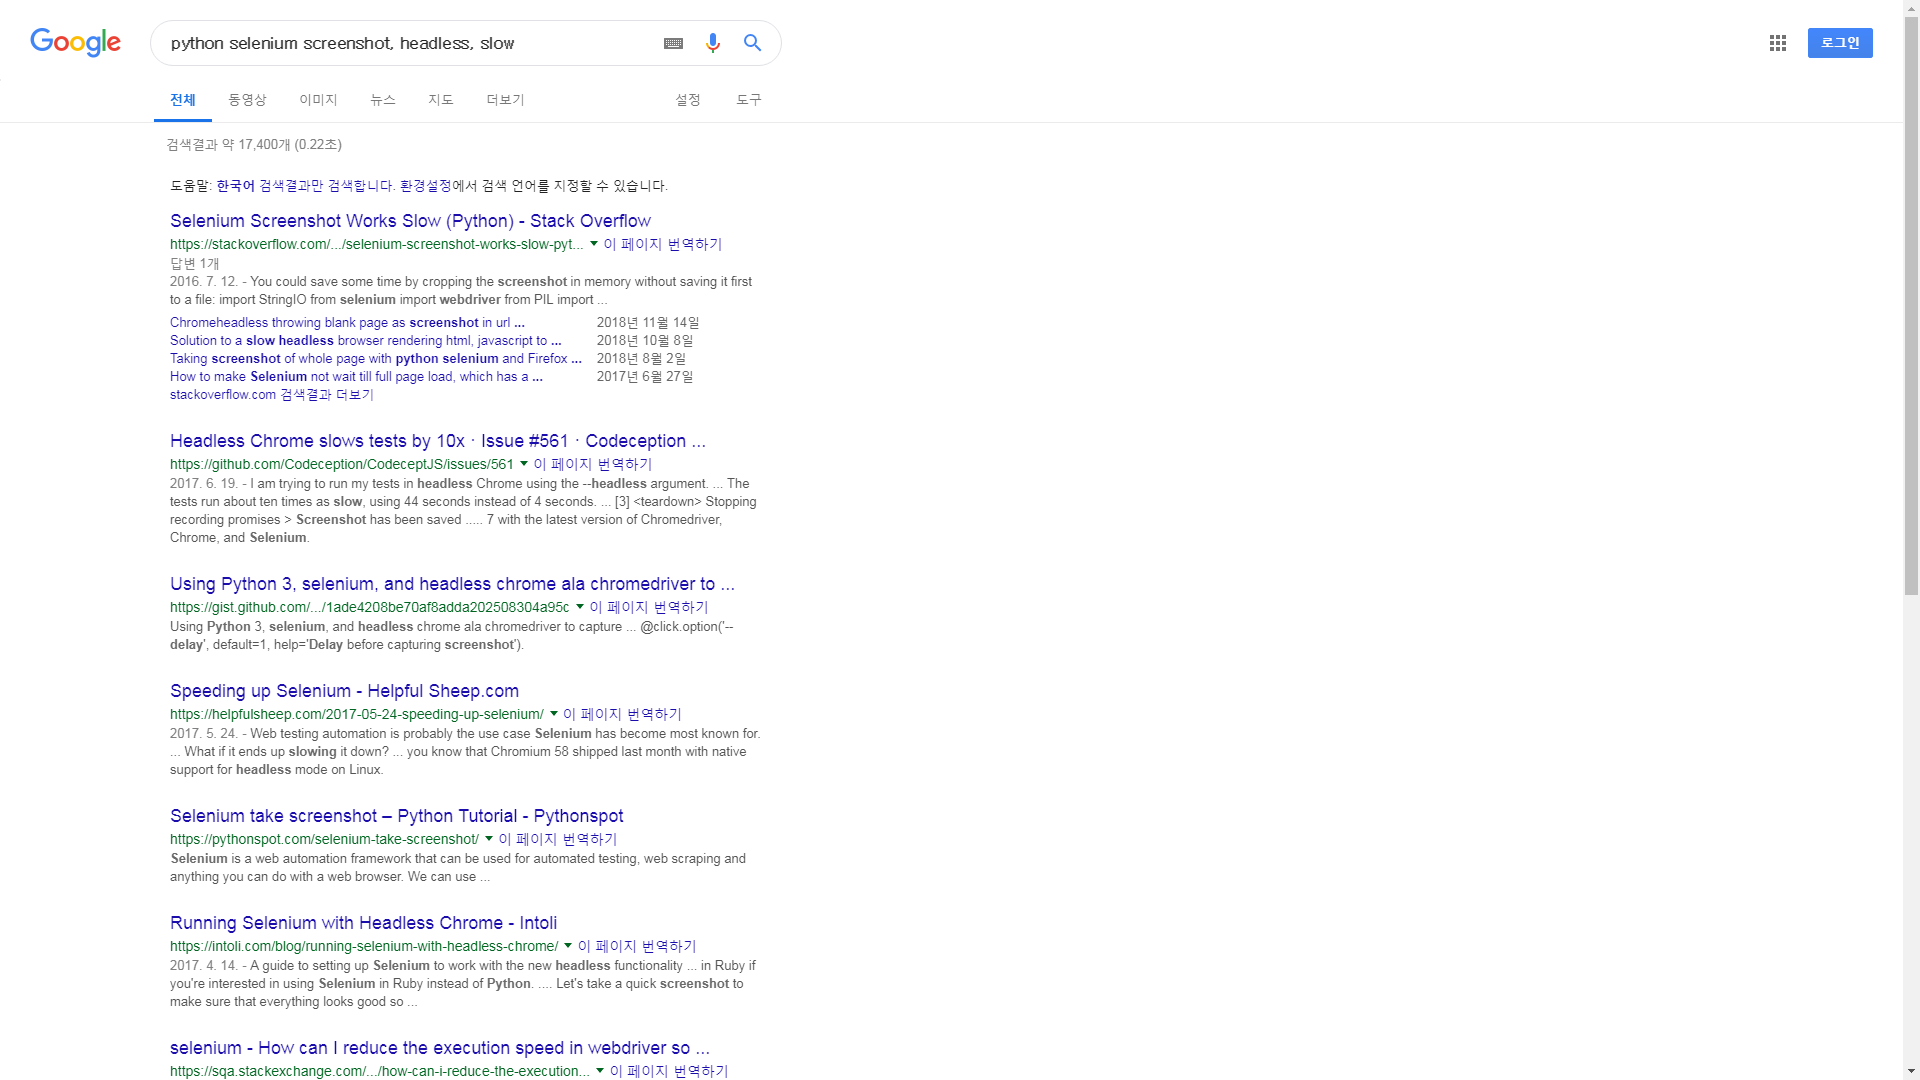 Google
python selenium screenshot, headless, slow
로그인
전체 동영상 이미지 뉴스 지도 더보기 설정 도구
검색결과 약 17,400개 (0.22초)
도움말: 한국어 검색결과만 검색합니다. 환경설정에서 검색 언어를 지정할 수 있습니다.
Selenium Screenshot Works Slow (Python) - Stack Overflow
https://stackoverflow.com/.../selenium-screenshot-works-slow-pyt... 이 페이지 번역하기
답변 1개
2016. 7. 12. - You could save some time by cropping the screenshot in memory without saving it first
to a file: import StringIO from selenium import webdriver from PIL import ...
Chromeheadless throwing blank page as screenshot in url ... 2018년 11월 14일
Solution to a slow headless browser rendering html, javascript to ... 2018년 10월 8일
Taking screenshot of whole page with python selenium and Firefox ... 2018년 8월 2일
How to make Selenium not wait till full page load, which has a ... 2017년 6월 27일
stackoverflow.com 검색결과 더보기
Headless Chrome slows tests by 10x · Issue #561 · Codeception ...
https://github.com/Codeception/CodeceptJS/issues/561 이 페이지 번역하기
2017. 6. 19. - I am trying to run my tests in headless Chrome using the --headless argument. ... The
tests run about ten times as slow, using 44 seconds instead of 4 seconds. ... [3] <teardown> Stopping
recording promises > Screenshot has been saved ..... 7 with the latest version of Chromedriver,
Chrome, and Selenium.
Using Python 3, selenium, and headless chrome ala chromedriver to ...
https://gist.github.com/.../1ade4208be70af8adda202508304a95c 이 페이지 번역하기
Using Python 3, selenium, and headless chrome ala chromedriver to capture ... @click.option('--
delay', default=1, help='Delay before capturing screenshot').
Speeding up Selenium - Helpful Sheep.com
https://helpfulsheep.com/2017-05-24-speeding-up-selenium/ 이 페이지 번역하기
2017. 5. 24. - Web testing automation is probably the use case Selenium has become most known for.
... What if it ends up slowing it down? ... you know that Chromium 58 shipped last month with native
support for headless mode on Linux.
Selenium take screenshot – Python Tutorial - Pythonspot
https://pythonspot.com/selenium-take-screenshot/ 이 페이지 번역하기
Selenium is a web automation framework that can be used for automated testing, web scraping and
anything you can do with a web browser. We can use ...
Running Selenium with Headless Chrome - Intoli
https://intoli.com/blog/running-selenium-with-headless-chrome/ 이 페이지 번역하기
2017. 4. 14. - A guide to setting up Selenium to work with the new headless functionality ... in Ruby if
you're interested in using Selenium in Ruby instead of Python. .... Let's take a quick screenshot to
make sure that everything looks good so ...
selenium - How can I reduce the execution speed in webdriver so ...
https://sqa.stackexchange.com/.../how-can-i-reduce-the-execution... 이 페이지 번역하기